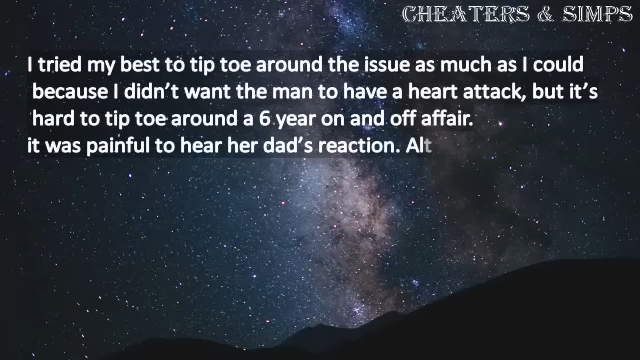 CHEATERS & SIMPS
I tried my best to tip toe around the issue as much as I could
because I didn't want the man to have a heart attack, but it's
hard to tip toe around a 6 year on and off affair.
it was painful to hear her dad's reaction. Alt